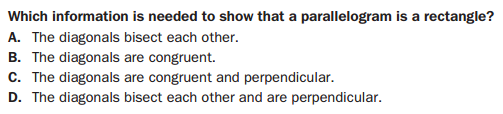 Which information is needed to show that a parallelogram is a rectangle?
A. The diagonals bisect each other.
B. The diagonals are congruent.
C. The diagonals are congruent and perpendicular.
D. The diagonals bisect each other and are perpendicular.